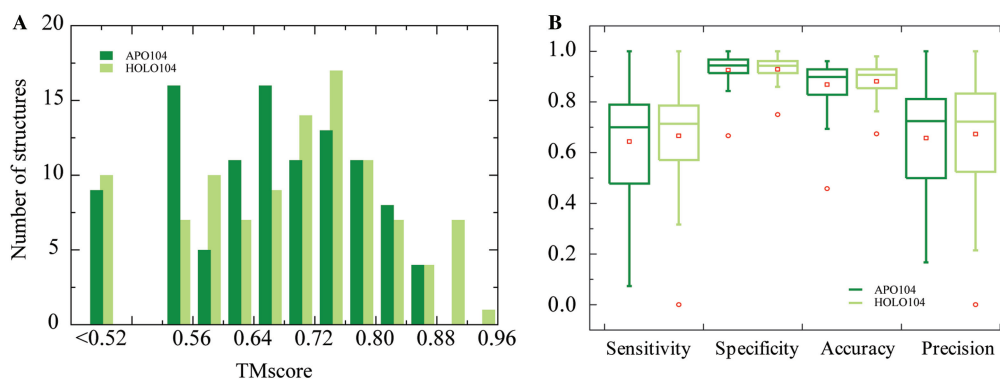 A
20
15
10
5
0
Number of structures
APO104
HOLO104
<0.52 0.56 0.64 0.72 0.80 0.88 0.96
TMscore
B
1.0
0.8
0.6
0.4
0.2
0.0
APO104
HOLO104
Sensitivity Specificity Accuracy Precision